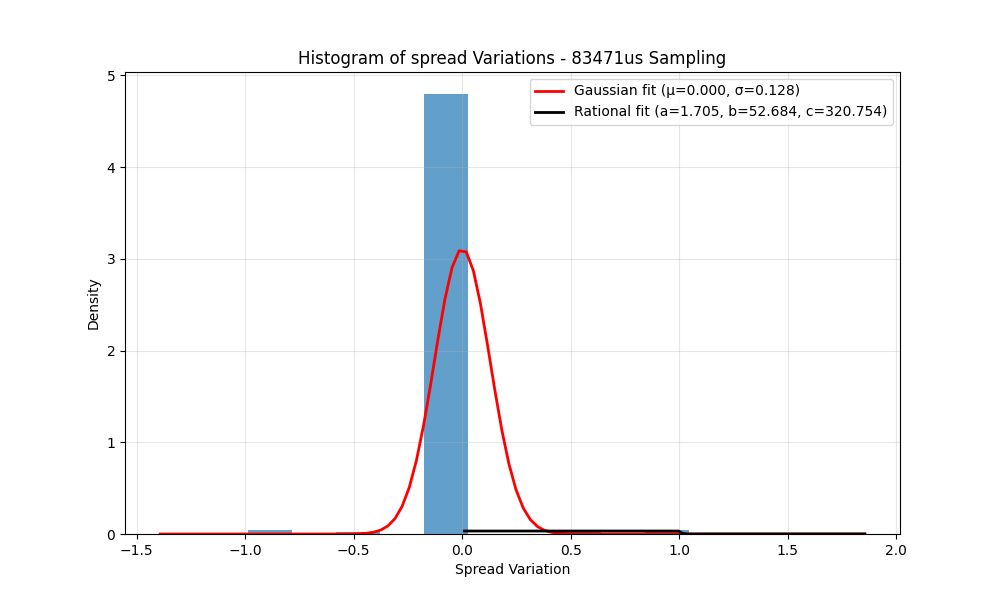 Histogram of spread Variations - 83471us Sampling
Gaussian fit (μ=0.000, σ=0.128)
Rational fit (a=1.705, b=52.684, c=320.754)
Density
5
4
3
2
1
0
−1.5 −1.0 −0.5 0.0 0.5 1.0 1.5 2.0
Spread Variation